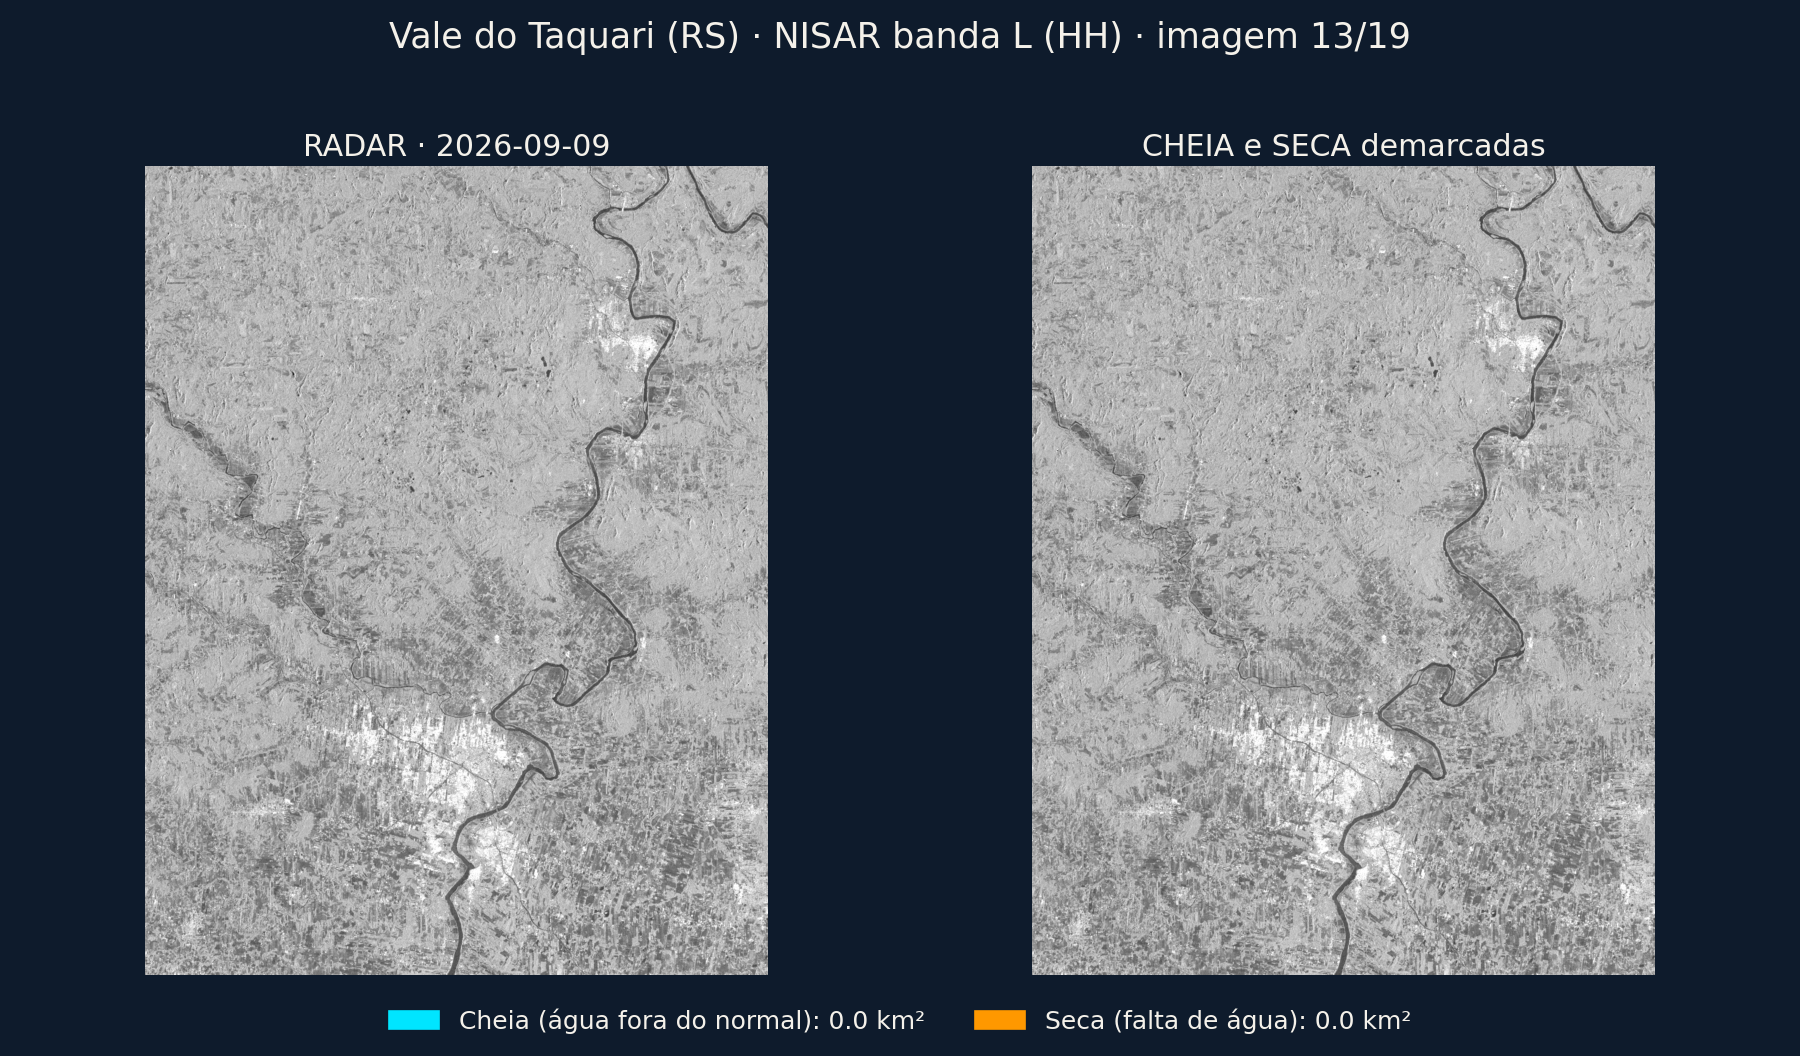 Vale do Taquari (RS) · NISAR banda L (HH) · imagem 13/19
RADAR · 2026-09-09
CHEIA e SECA demarcadas
Cheia (água fora do normal): 0.0 km²
Seca (falta de água): 0.0 km²